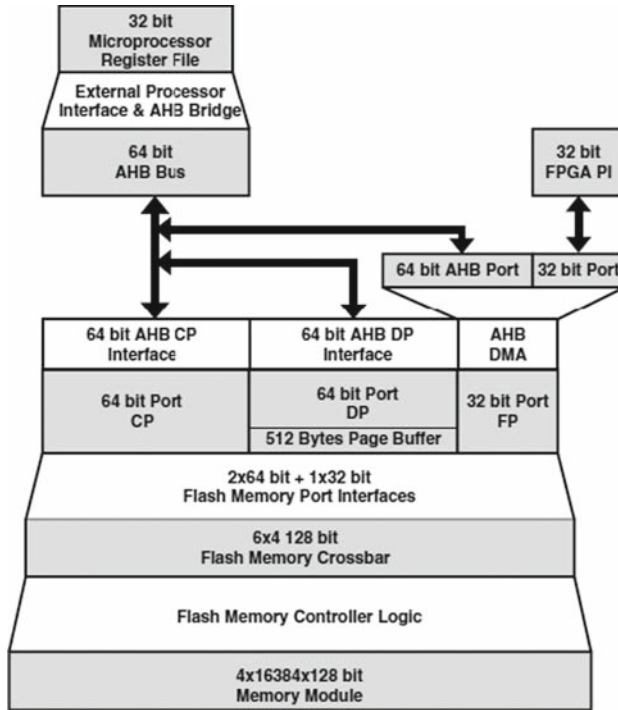 32 bit
Microprocessor
Register File
External Processor
Interface & AHB Bridge
64 bit
AHB Bus
32 bit
FPGA PI
64 bit AHB Port
32 bit Port
64 bit AHB CP
Interface
64 bit AHB DP
Interface
AHB
DMA
64 bit Port
CP
64 bit Port
DP
512 Bytes Page Buffer
32 bit Port
FP
2x64 bit + 1x32 bit
Flash Memory Port Interfaces
6x4 128 bit
Flash Memory Crossbar
Flash Memory Controller Logic
4x16384x128 bit
Memory Module